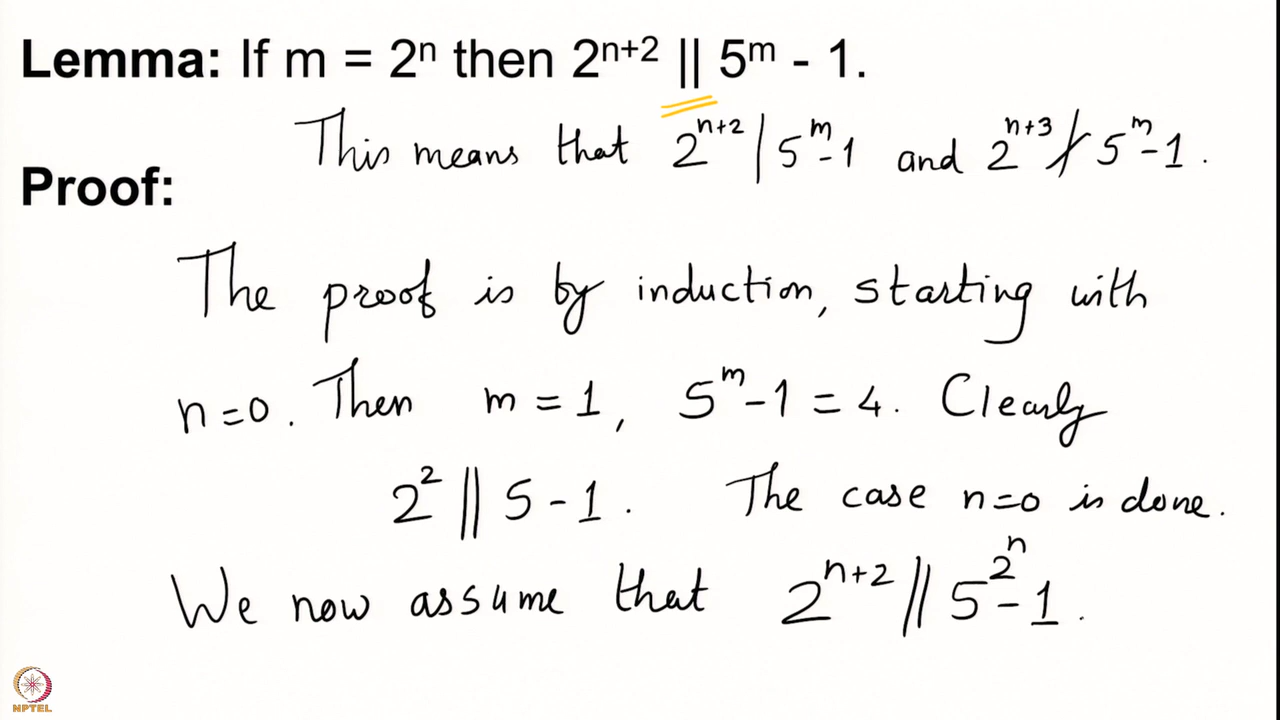 Lemma: If m = 2ⁿ then 2ⁿ⁺² || 5ᵐ - 1.
This means that 2ⁿ⁺² | 5ᵐ-1 and 2ⁿ⁺³ ∤ 5ᵐ-1.
Proof:
The proof is by induction, starting with
n=0. Then m = 1, 5ᵐ-1 = 4. Clearly
2² || 5-1. The case n=0 is done.
We now assume that 2ⁿ⁺² || 5^2ⁿ-1.
NPTEL